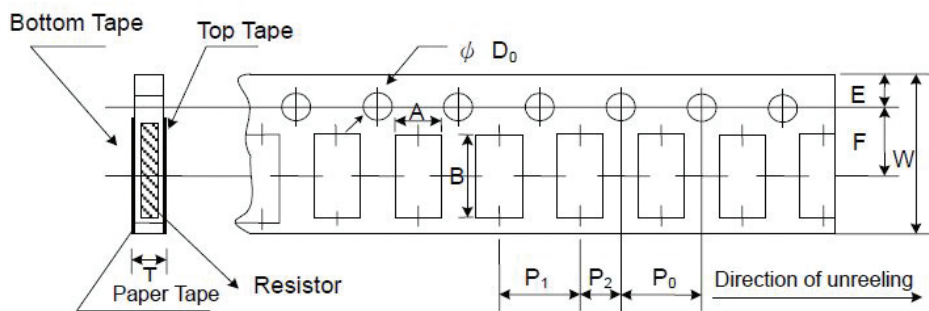 Bottom Tape
Top Tape
ψ D₀
E
A
F
W
B
T
P₁
P₂
P₀
Direction of unreeling
Resistor
Paper Tape